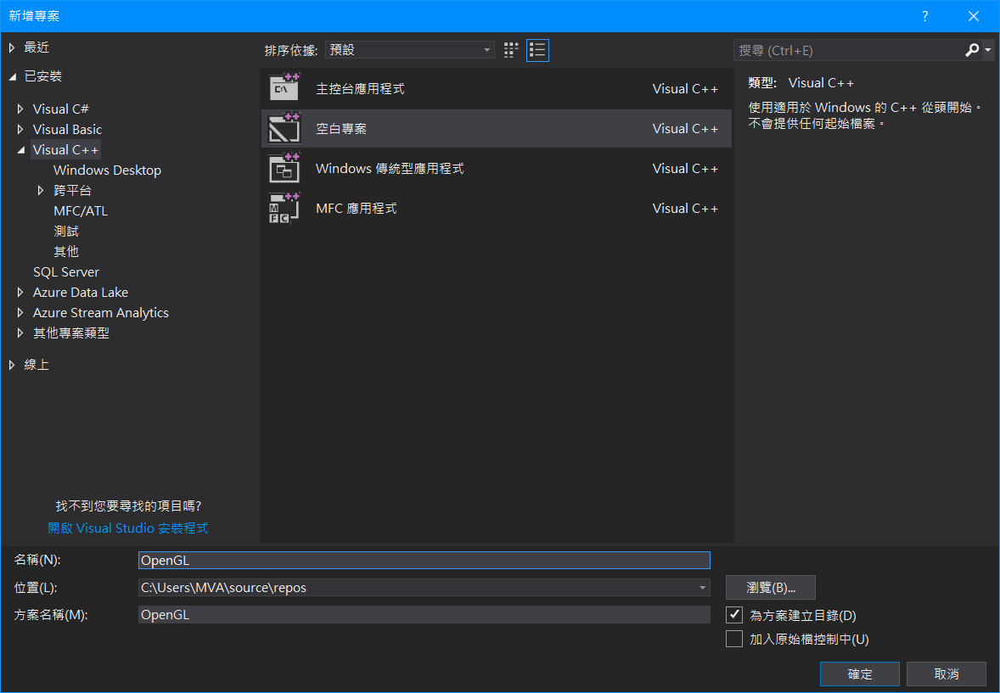 新增專案
?
最近
已安裝
Visual C#
Visual Basic
Visual C++
Windows Desktop
跨平台
MFC/ATL
測試
其他
SQL Server
Azure Data Lake
Azure Stream Analytics
其他專案類型
線上
找不到您要尋找的項目嗎?
開啟 Visual Studio 安裝程式
排序依據: 預設
主控台應用程式 Visual C++
空白專案 Visual C++
Windows 傳統型應用程式 Visual C++
MFC 應用程式 Visual C++
搜尋 (Ctrl+E)
類型: Visual C++
使用適用於 Windows 的 C++ 從頭開始。
不會提供任何起始檔案。
名稱(N): OpenGL
位置(L): C:\Users\MVA\source\repos 瀏覽(B)...
方案名稱(M): OpenGL
為方案建立目錄(D)
加入原始檔控制中(U)
確定 取消